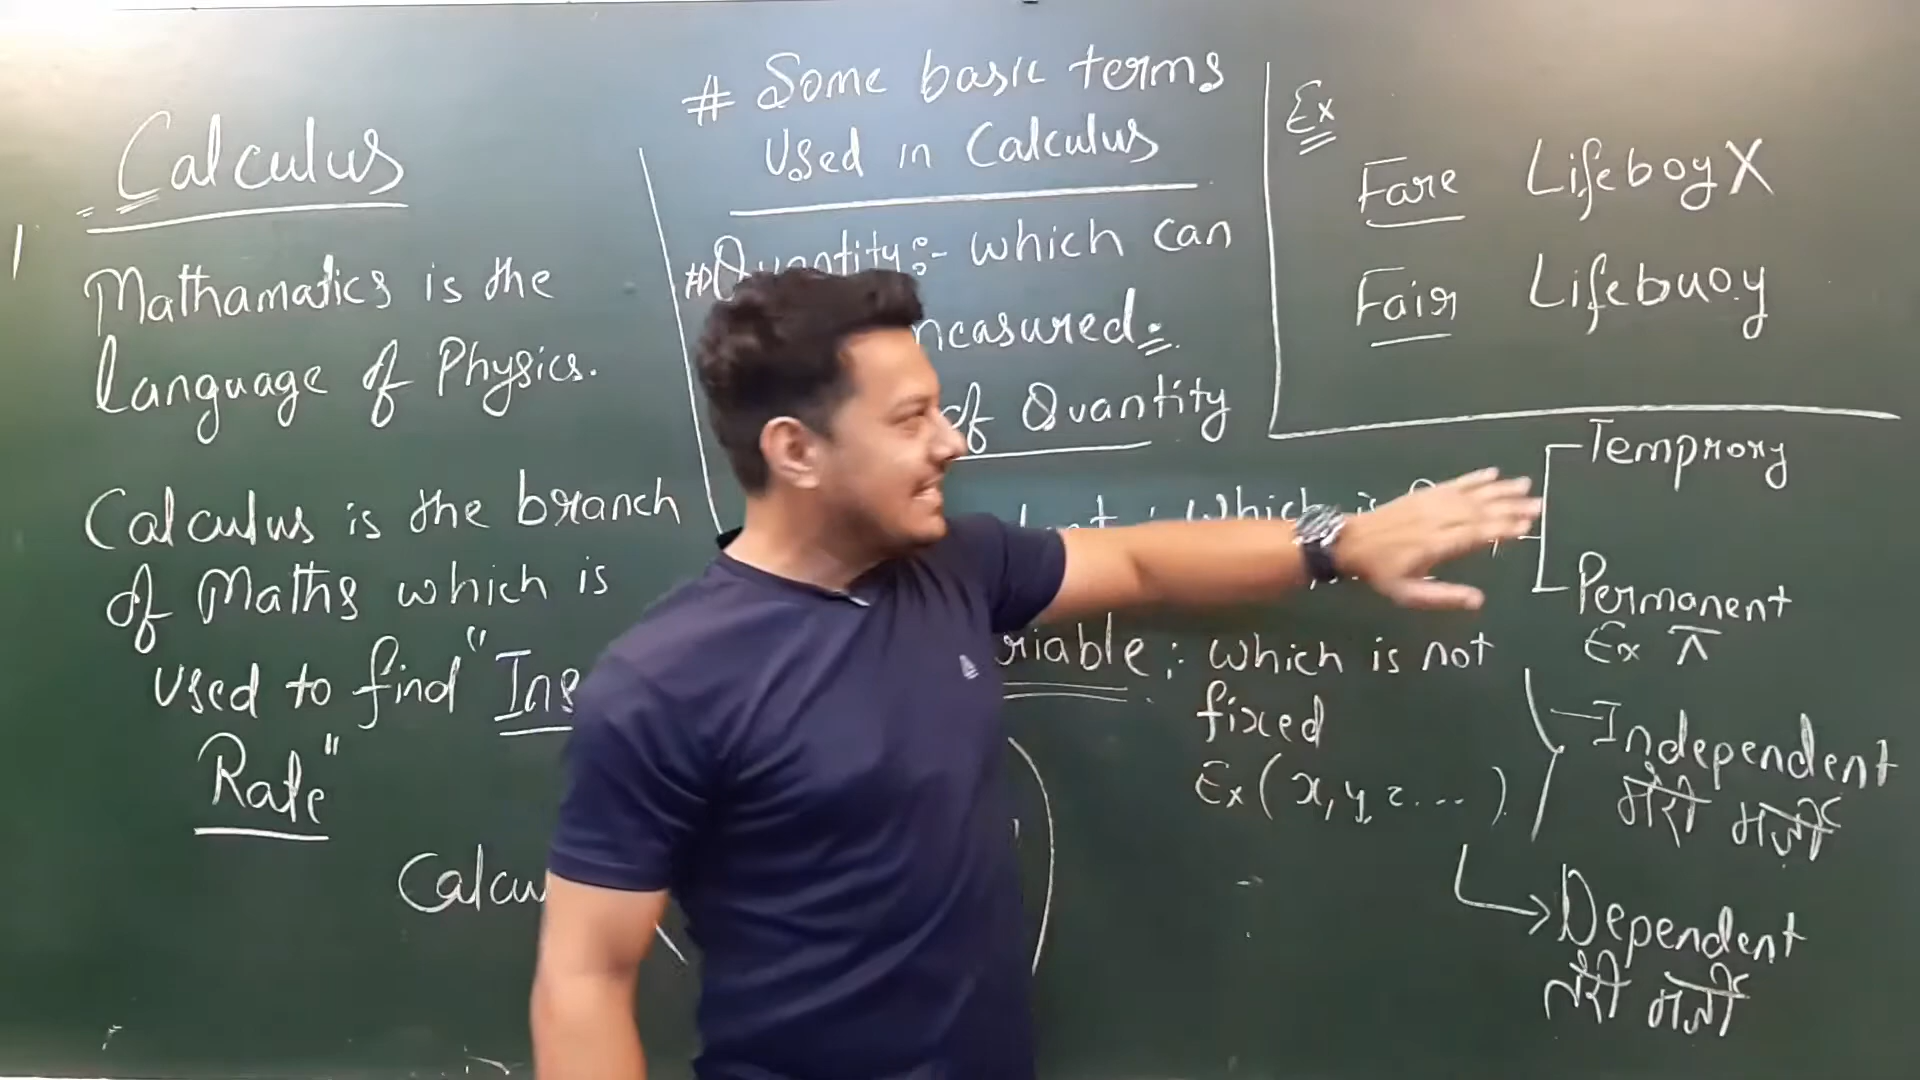 Calculus
Mathamatics is the
language of Physics.
Calculus is the branch
of Maths which is
used to find "Ins
Rate"
Calcu
# Some basic terms
Used in Calculus
# Quantity :- which can
measured.
of Quantity
: which is
riable : which is not
fixed
Ex (x, y, z ... )
Ex
Fare Lifeboy X
Fair Lifebuoy
Temprory
Permanent
Ex π
Independent
मेरी मर्जी
Dependent
तेरी मर्जी